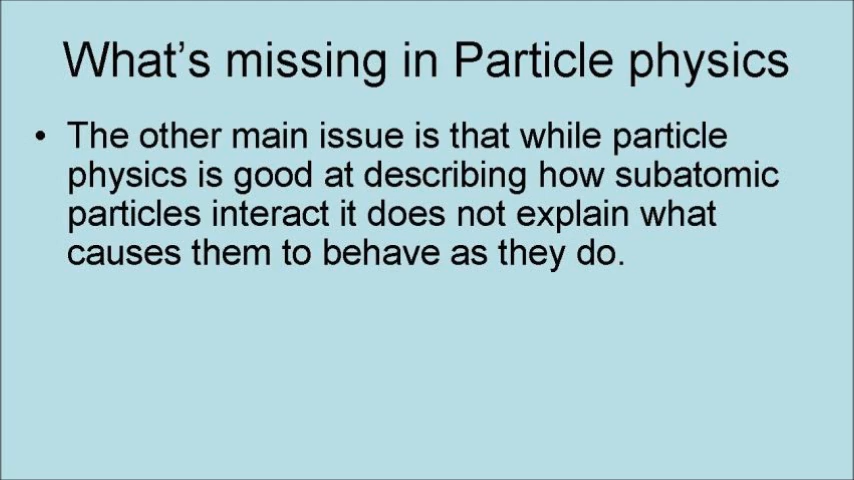 What's missing in Particle physics
• The other main issue is that while particle
physics is good at describing how subatomic
particles interact it does not explain what
causes them to behave as they do.